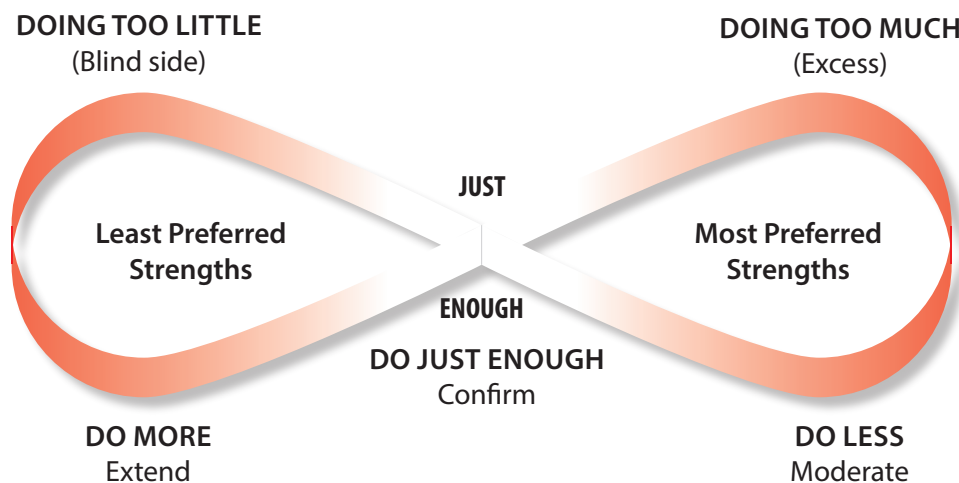 DOING TOO LITTLE
(Blind side)
DOING TOO MUCH
(Excess)
JUST
Least Preferred
Strengths
Most Preferred
Strengths
ENOUGH
DO JUST ENOUGH
Confirm
DO MORE
Extend
DO LESS
Moderate